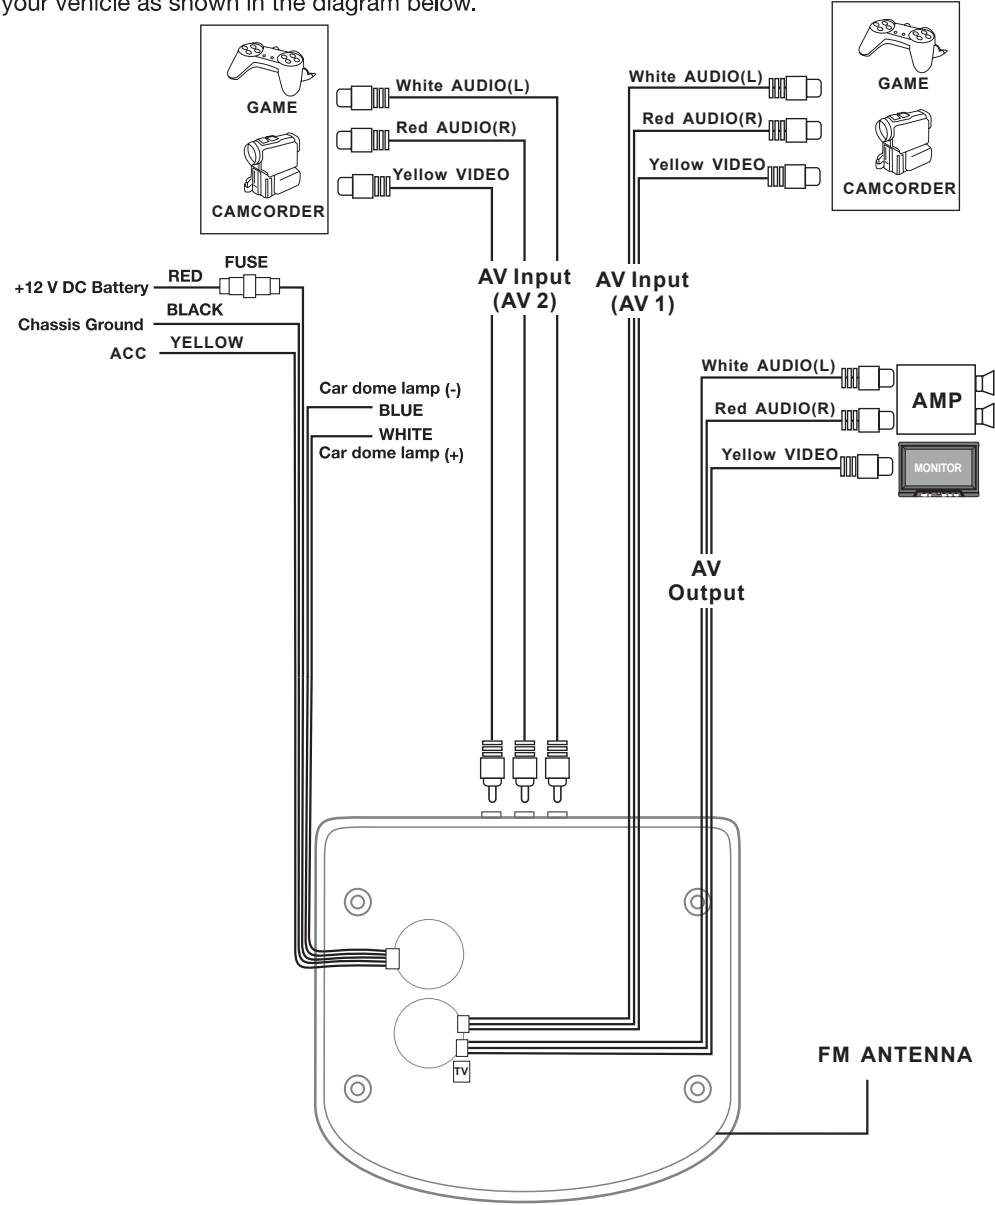 your vehicle as shown in the diagram below.
GAME
CAMCORDER
White AUDIO(L)
Red AUDIO(R)
Yellow VIDEO
White AUDIO(L)
Red AUDIO(R)
Yellow VIDEO
GAME
CAMCORDER
AV Input
(AV 2)
AV Input
(AV 1)
FUSE
+12 V DC Battery
RED
Chassis Ground
BLACK
ACC
YELLOW
Car dome lamp (-)
BLUE
WHITE
Car dome lamp (+)
White AUDIO(L)
Red AUDIO(R)
Yellow VIDEO
AMP
MONITOR
AV
Output
TV
FM ANTENNA